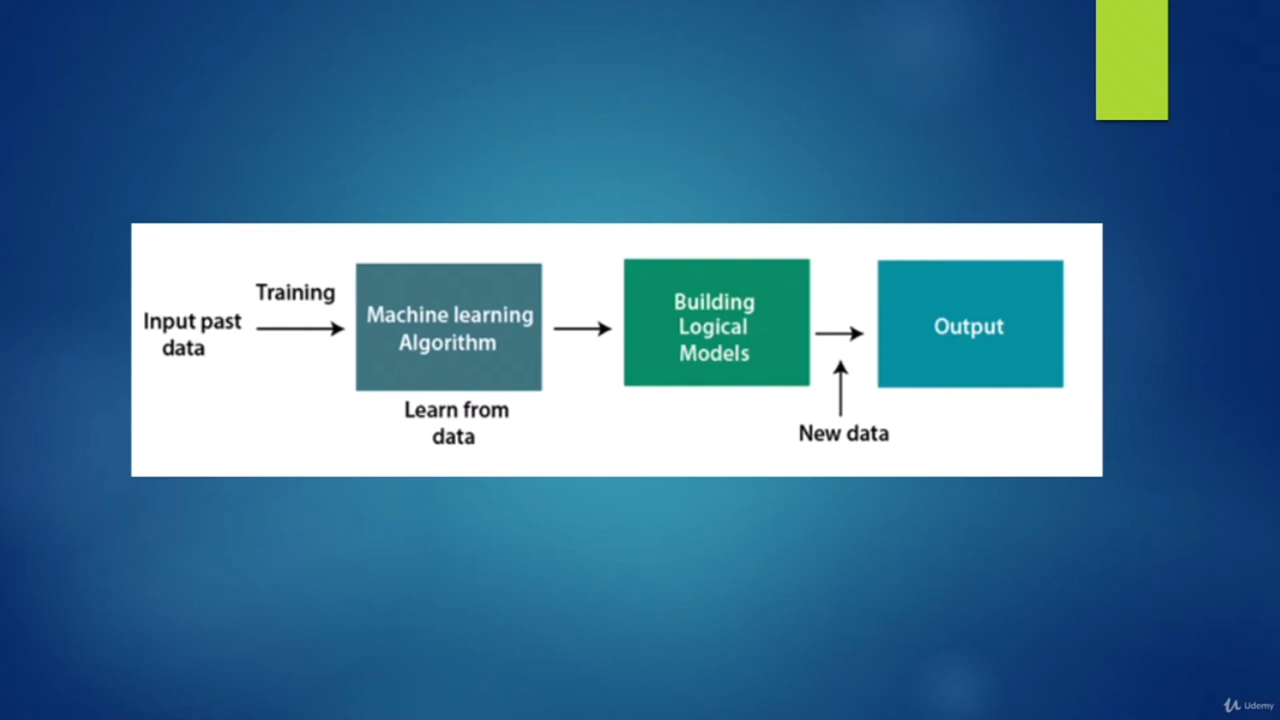 Training
Input past
data
Machine learning
Algorithm
Learn from
data
Building
Logical
Models
New data
Output
Udemy